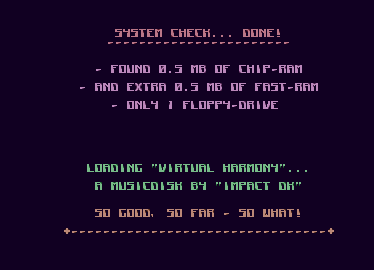 SYSTEM CHECK... DONE!
- FOUND 0.5 MB OF CHIP-RAM
- AND EXTRA 0.5 MB OF FAST-RAM
- ONLY 1 FLOPPY-DRIVE
LOADING "VIRTUAL HARMONY"...
A MUSICDISK BY "IMPACT DK"
SO GOOD, SO FAR - SO WHAT!